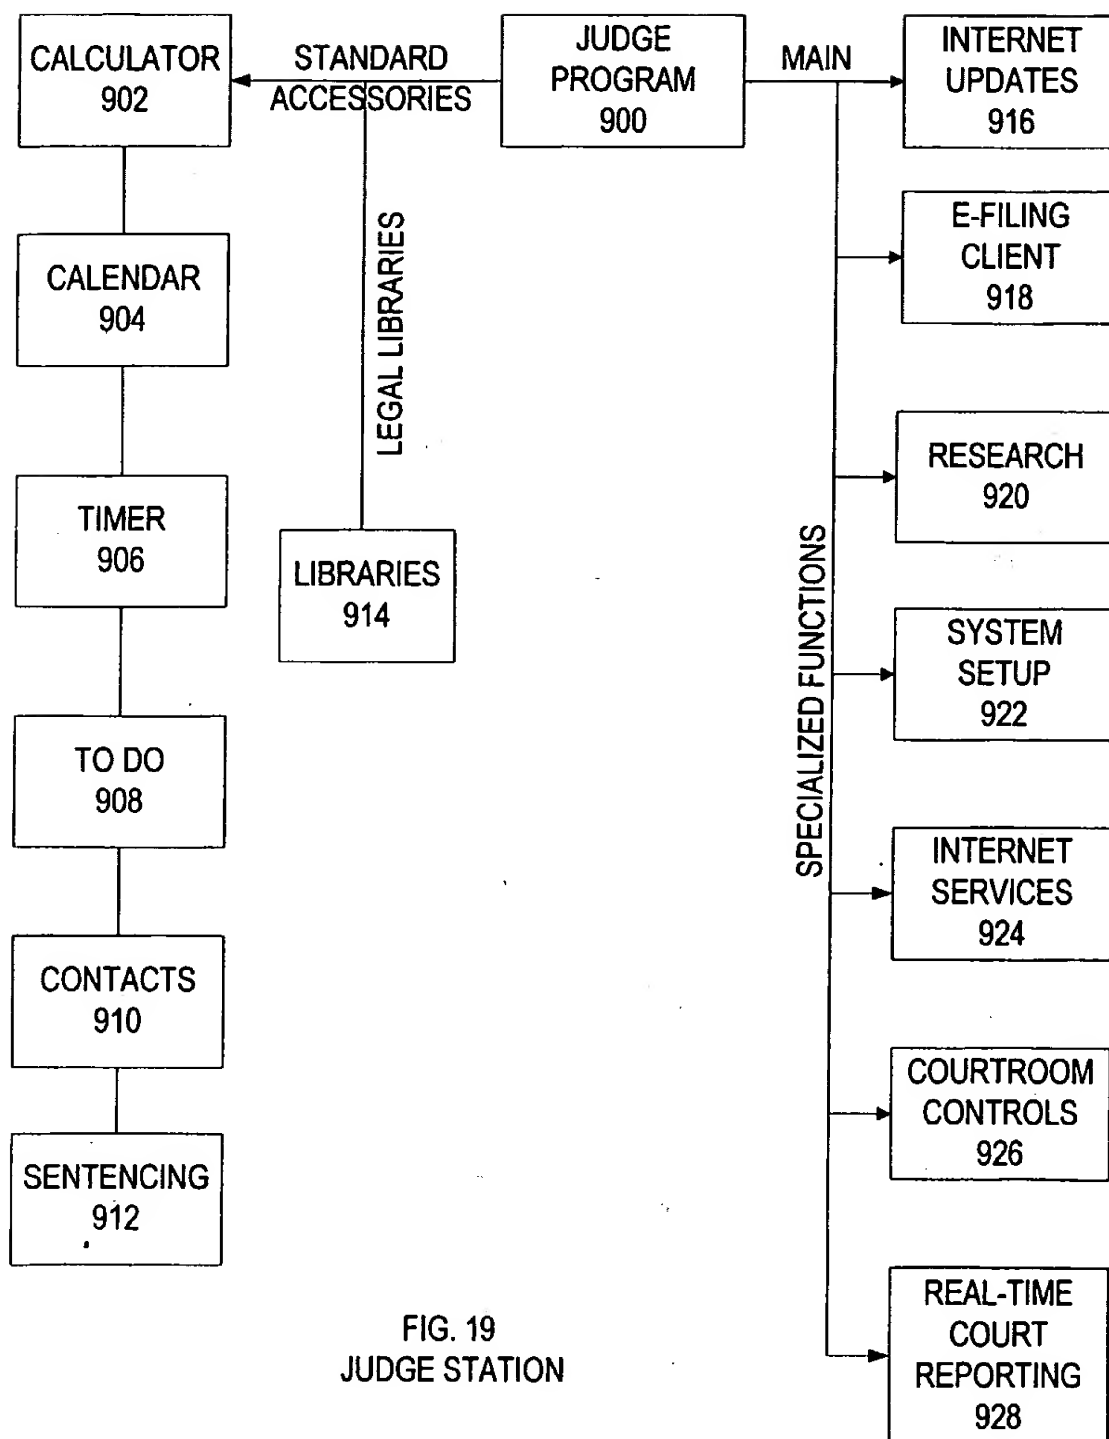 CALCULATOR
902
STANDARD
ACCESSORIES
JUDGE
PROGRAM
900
MAIN
INTERNET
UPDATES
916
CALENDAR
904
LEGAL LIBRARIES
E-FILING
CLIENT
918
TIMER
906
LIBRARIES
914
RESEARCH
920
SPECIALIZED FUNCTIONS
SYSTEM
SETUP
922
TO DO
908
INTERNET
SERVICES
924
CONTACTS
910
COURTROOM
CONTROLS
926
SENTENCING
912
REAL-TIME
COURT
REPORTING
928
FIG. 19
JUDGE STATION